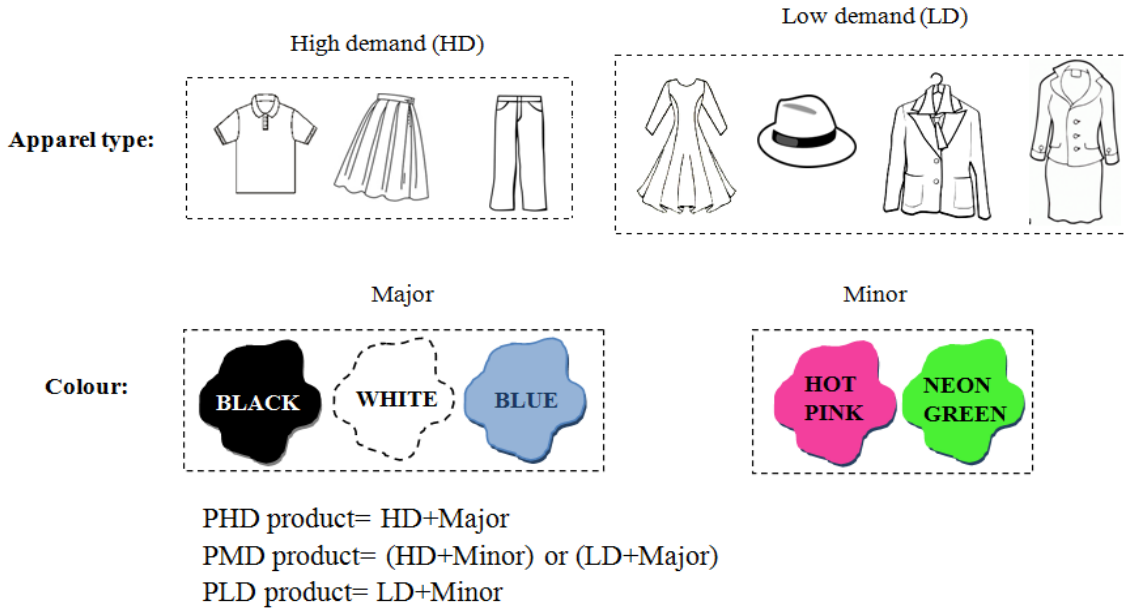 Low demand (LD)
High demand (HD)
Apparel type:
Major
Minor
Colour:
BLACK
WHITE
BLUE
HOT
PINK
NEON
GREEN
PHD product= HD+Major
PMD product= (HD+Minor) or (LD+Major)
PLD product= LD+Minor